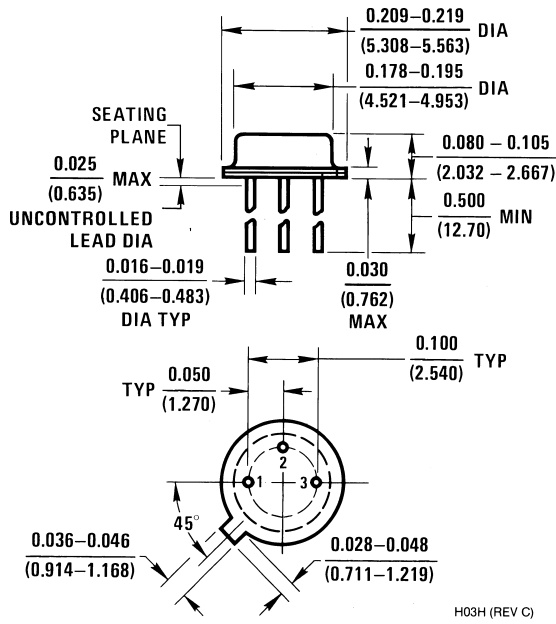 0.209–0.219 DIA
(5.308–5.563)
0.178–0.195 DIA
(4.521–4.953)
SEATING
PLANE
0.080 – 0.105
(2.032 – 2.667)
0.025 MAX
(0.635)
0.500 MIN
(12.70)
UNCONTROLLED
LEAD DIA
0.016–0.019
(0.406–0.483)
DIA TYP
0.030
(0.762)
MAX
0.100 TYP
(2.540)
TYP 0.050
(1.270)
2
1 3
45°
0.036–0.046
(0.914–1.168)
0.028–0.048
(0.711–1.219)
H03H (REV C)